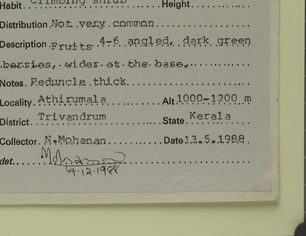 Habit Climbing shrub Height
Distribution Not very common
Description Fruits 4-6 angled, dark green
berries, wider at the base.
Notes Peduncle thick
Locality Athirumala Alt 1000-1200 m
District Trivandrum State Kerala
Collector N.Mohanan Date 13.5.1988
det. Mohanan
4.12.1988